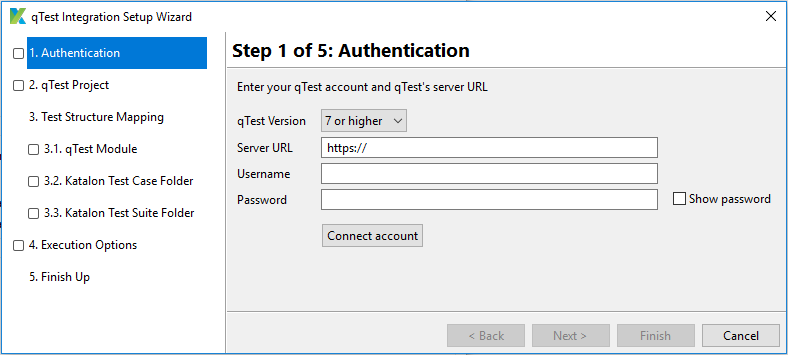 qTest Integration Setup Wizard
1. Authentication
2. qTest Project
3. Test Structure Mapping
3.1. qTest Module
3.2. Katalon Test Case Folder
3.3. Katalon Test Suite Folder
4. Execution Options
5. Finish Up
Step 1 of 5: Authentication
Enter your qTest account and qTest's server URL
qTest Version 7 or higher
Server URL https://
Username
Password Show password
Connect account
< Back Next > Finish Cancel